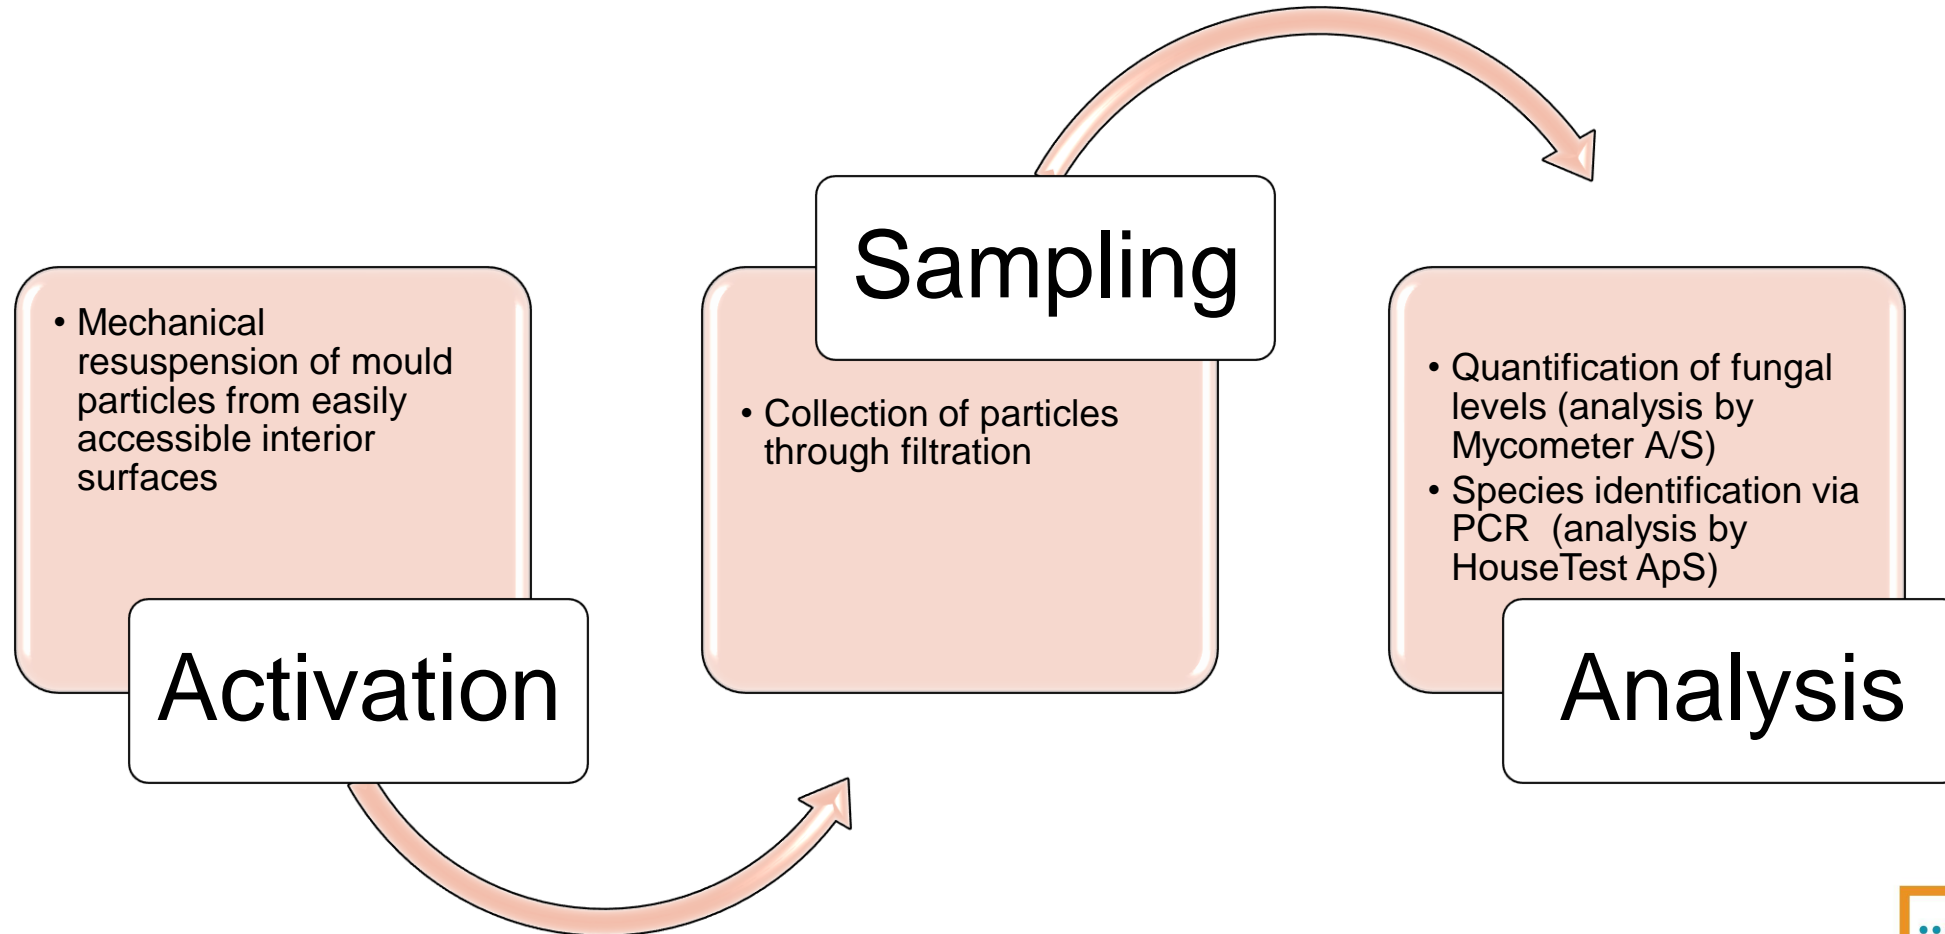 • Mechanical
resuspension of mould
particles from easily
accessible interior
surfaces
Activation
Sampling
• Collection of particles
through filtration
• Quantification of fungal
levels (analysis by
Mycometer A/S)
• Species identification via
PCR (analysis by
HouseTest ApS)
Analysis